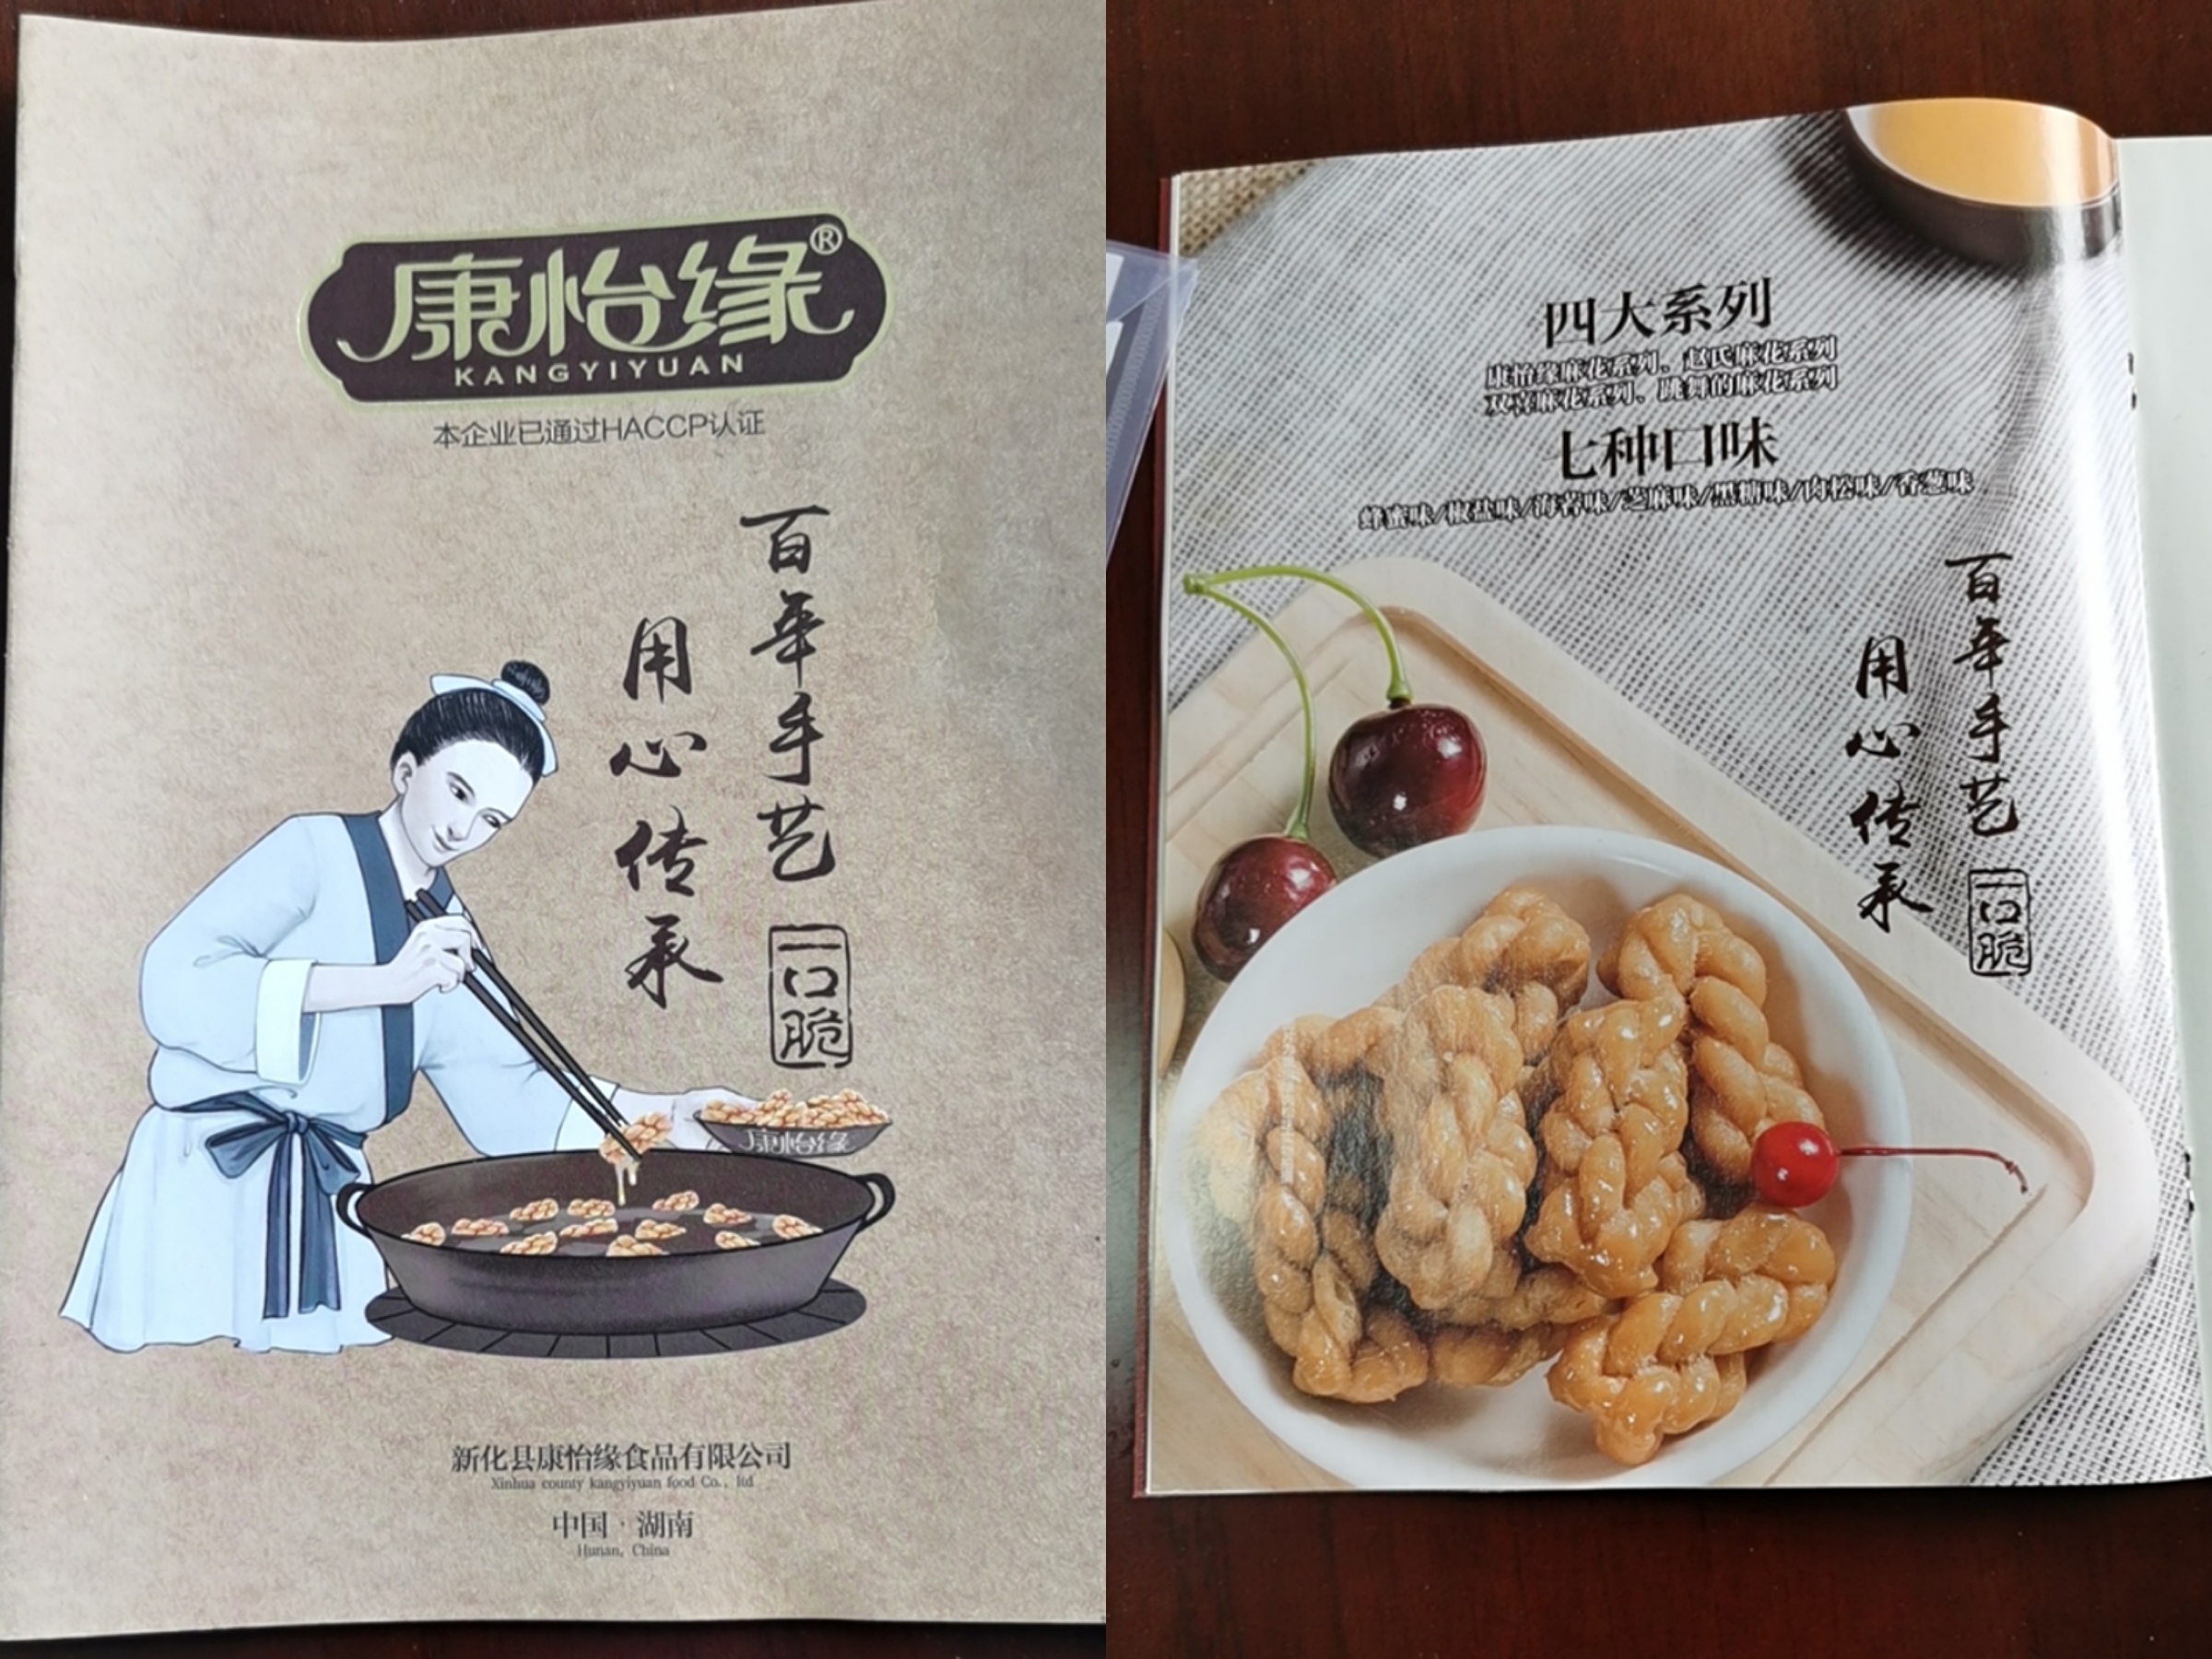 康怡缘®
KANGYIYUAN
本企业已通过HACCP认证
百年手艺
用心传承
一口脆
康怡缘
新化县康怡缘食品有限公司
Xinhua county kangyiyuan food Co., ltd
中国·湖南
Hunan, China
四大系列
康怡缘麻花系列、赵氏麻花系列
双喜麻花系列、跳舞的麻花系列
七种口味
蜂蜜味/椒盐味/海苔味/芝麻味/黑糖味/肉松味/香葱味
百年手艺
用心传承
一口脆